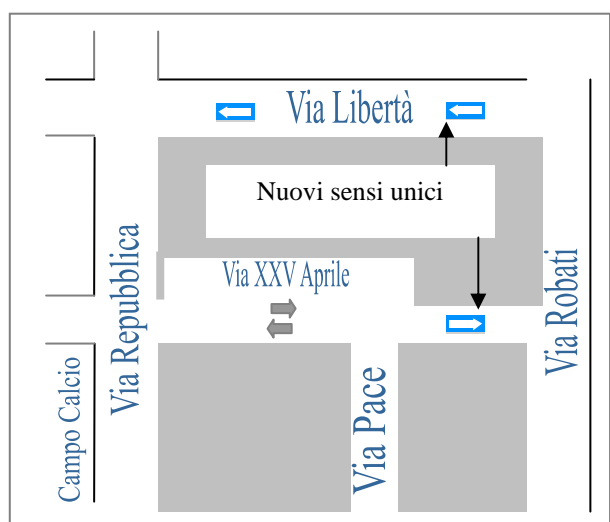 Via Libertà
Nuovi sensi unici
Via XXV Aprile
Via Repubblica
Via Robati
Campo Calcio
Via Pace